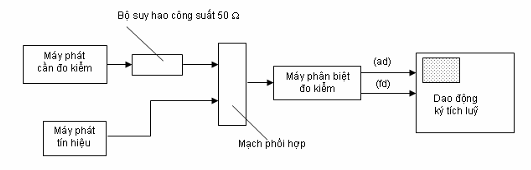 Bộ suy hao công suất 50 Ω
Máy phát
cần đo kiểm
Máy phân biệt
đo kiểm
(ad)
(fd)
Dao động
ký tích luỹ
Máy phát
tín hiệu
Mạch phối hợp